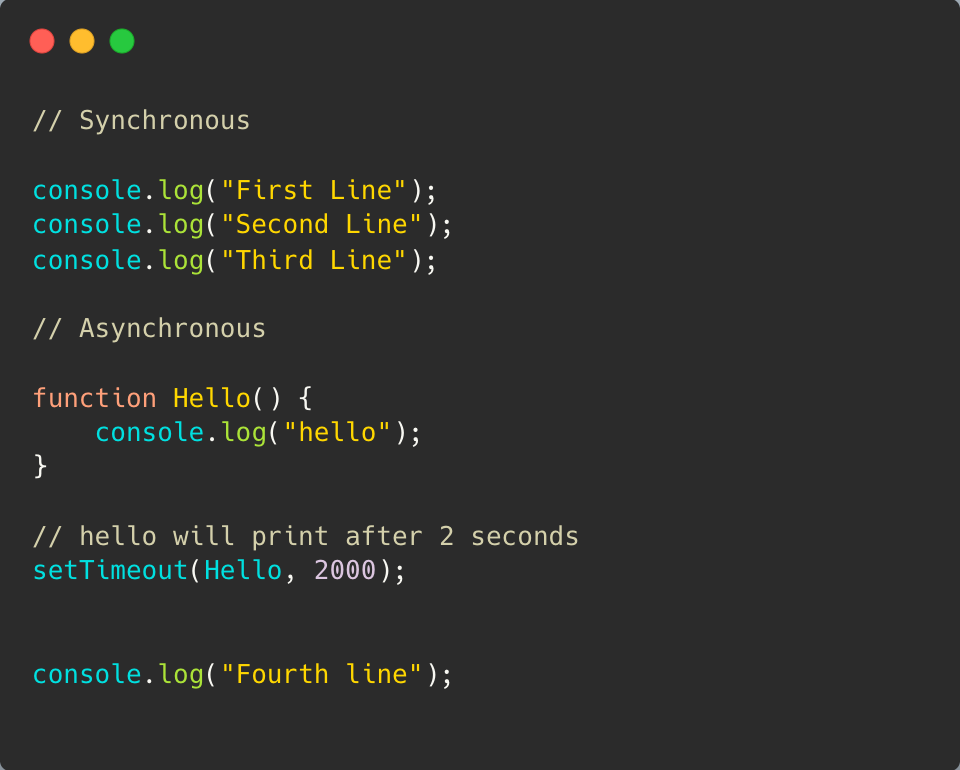 // Synchronous
console.log("First Line");
console.log("Second Line");
console.log("Third Line");
// Asynchronous
function Hello() {
    console.log("hello");
}
// hello will print after 2 seconds
setTimeout(Hello, 2000);
console.log("Fourth line");